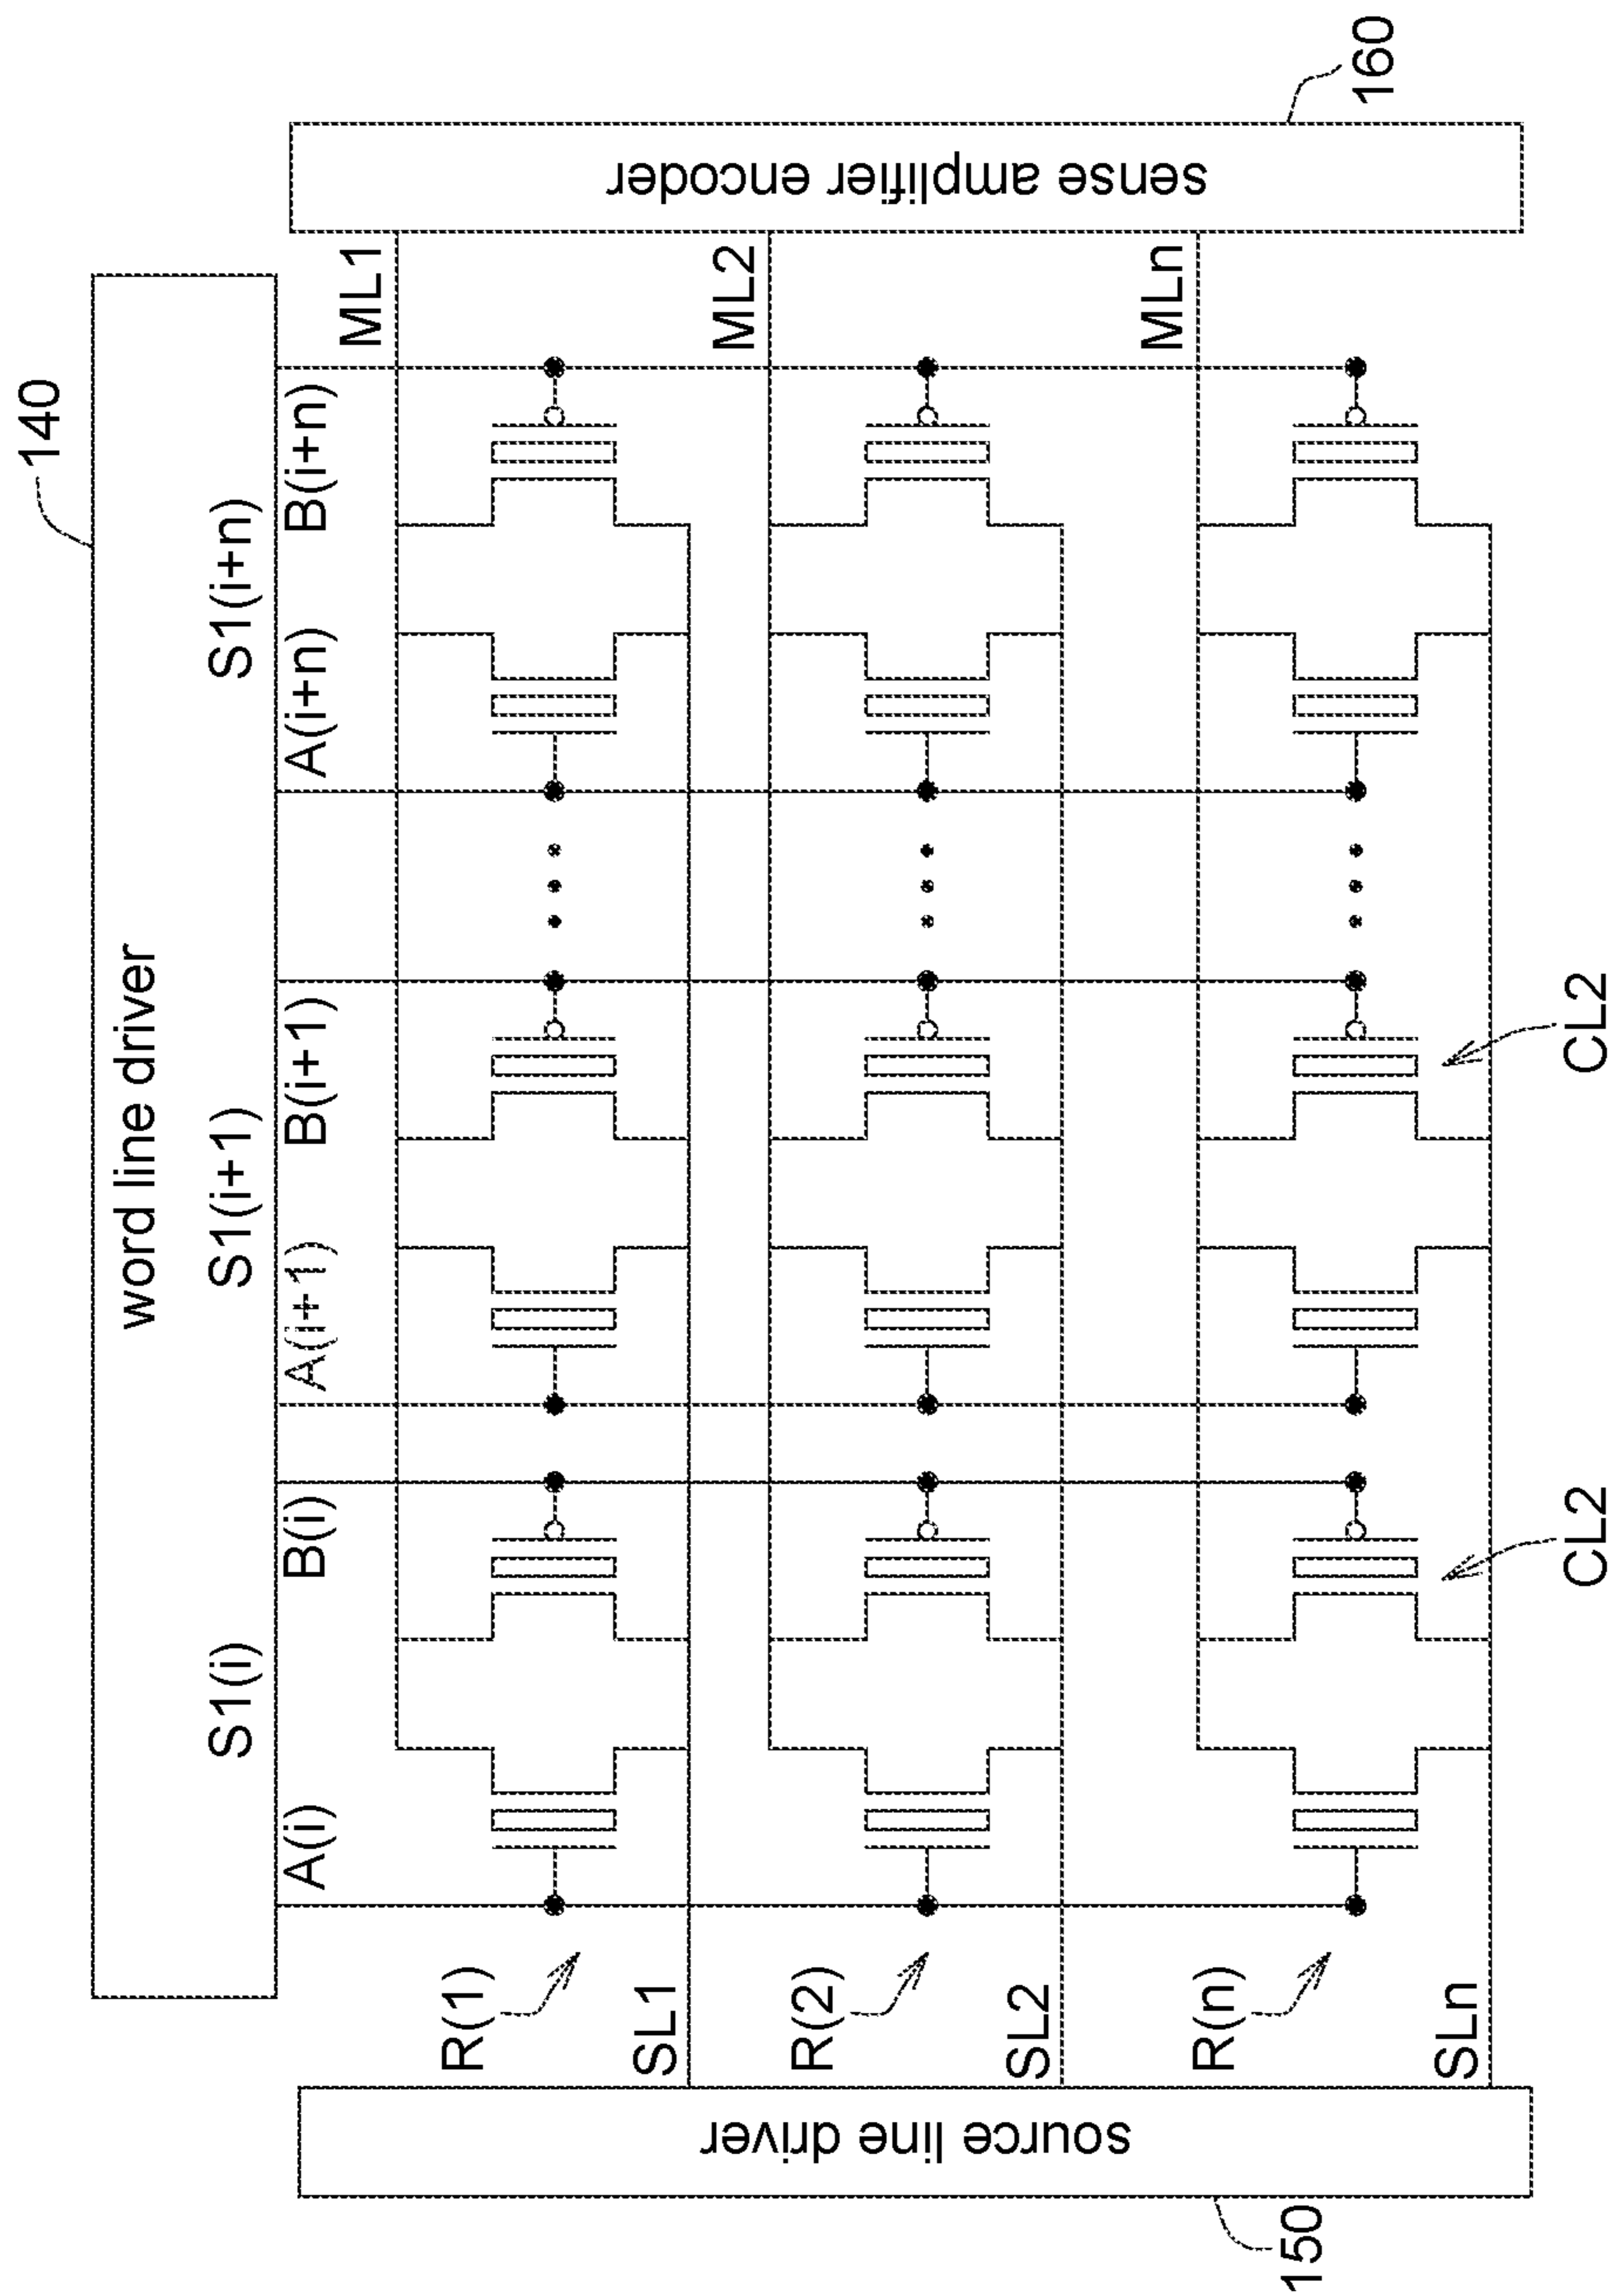 140
word line driver
S1(i)
S1(i+1)
S1(i+n)
A(i)
B(i)
A(i+1)
B(i+1)
A(i+n)
B(i+n)
ML1
R(1)
SL1
ML2
R(2)
SL2
MLn
R(n)
SLn
source line driver
150
sense amplifier encoder
160
CL2
CL2